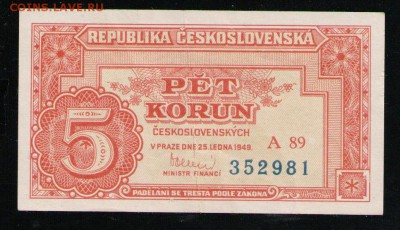 COINS.LAVE.RU
REPUBLIKA ČESKOSLOVENSKÁ
PĚT
KORUN
ČESKOSLOVENSKÝCH
V PRAZE DNE 25. LEDNA 1949.
A 89
5
352981
MINISTR FINANCÍ
PADĚLÁNÍ SE TRESTÁ PODLE ZÁKONA